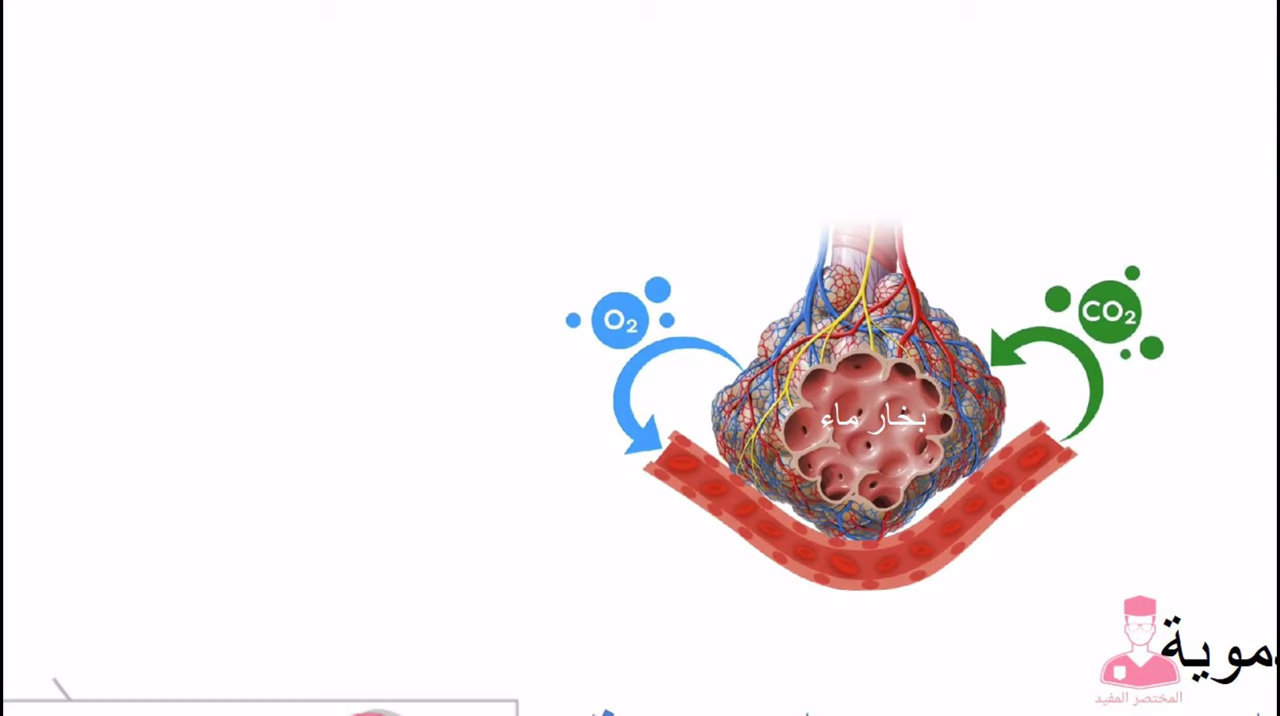 O₂
CO₂
بخار ماء
موية
المختصر المفيد